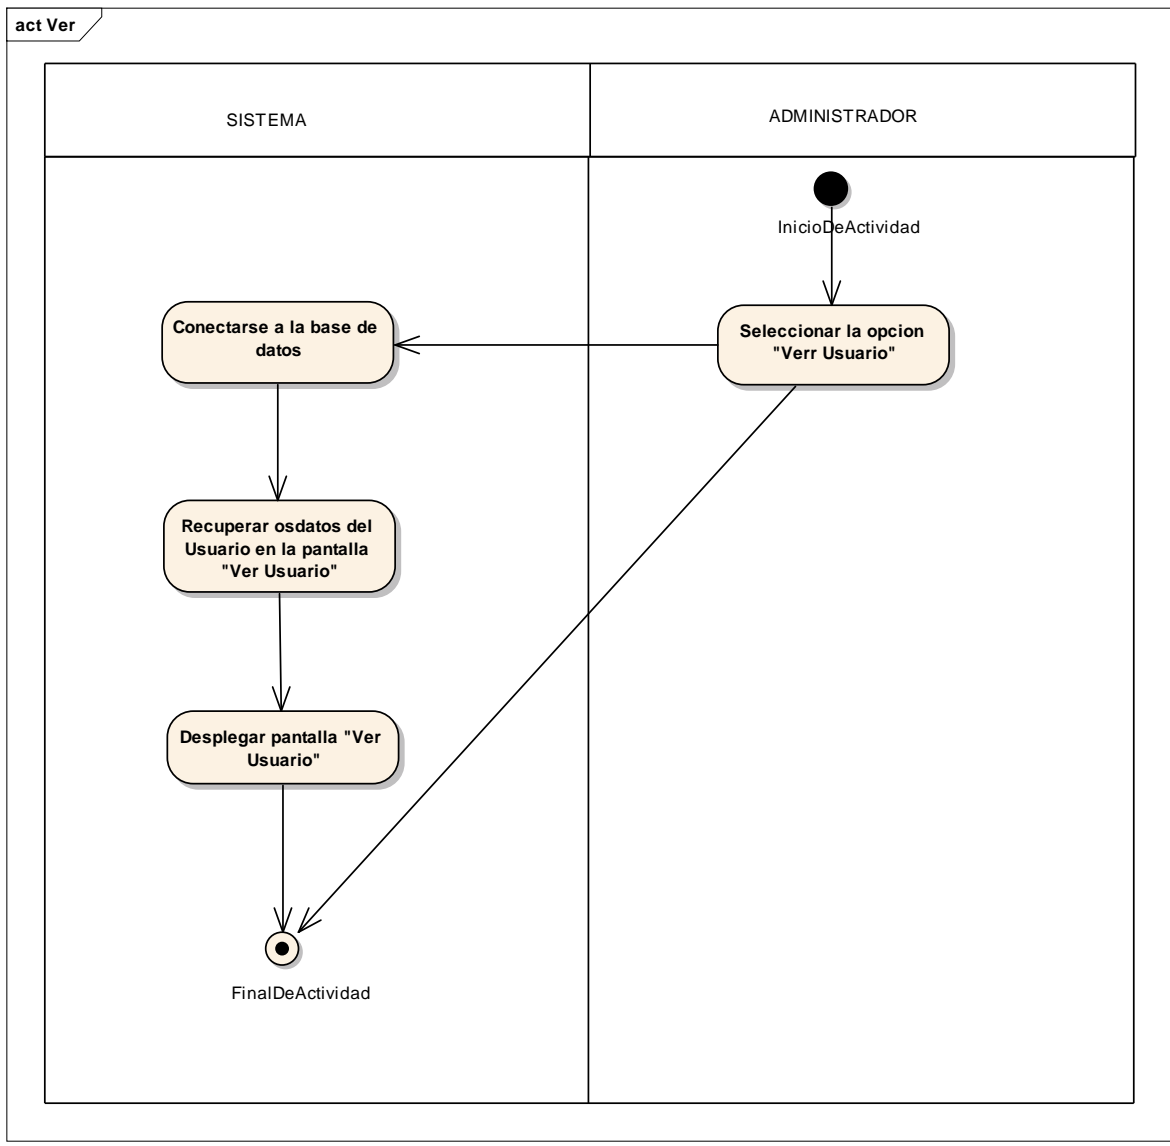 act Ver
SISTEMA
ADMINISTRADOR
InicioDeActividad
Conectarse a la base de
datos
Seleccionar la opcion
"Verr Usuario"
Recuperar osdatos del
Usuario en la pantalla
"Ver Usuario"
Desplegar pantalla "Ver
Usuario"
FinalDeActividad